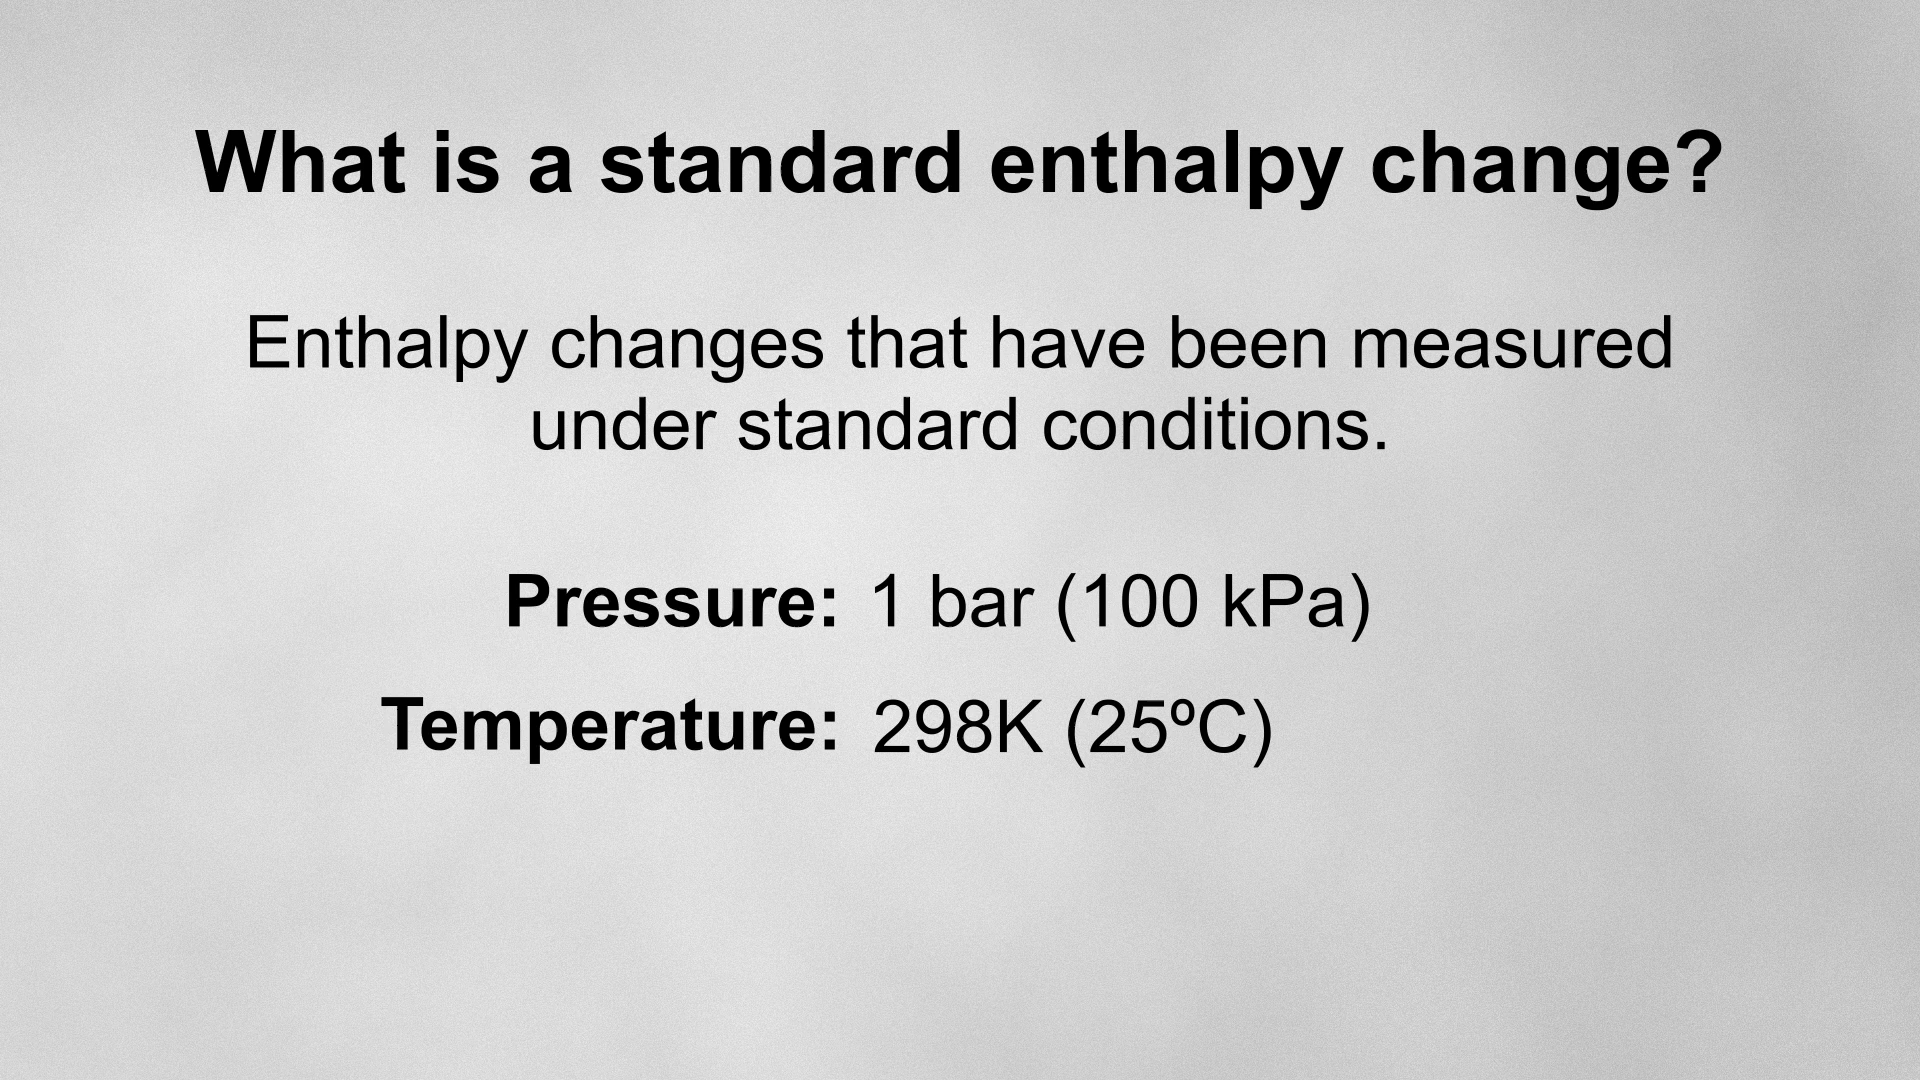 What is a standard enthalpy change?
Enthalpy changes that have been measured
under standard conditions.
Pressure: 1 bar (100 kPa)
Temperature: 298K (25ºC)